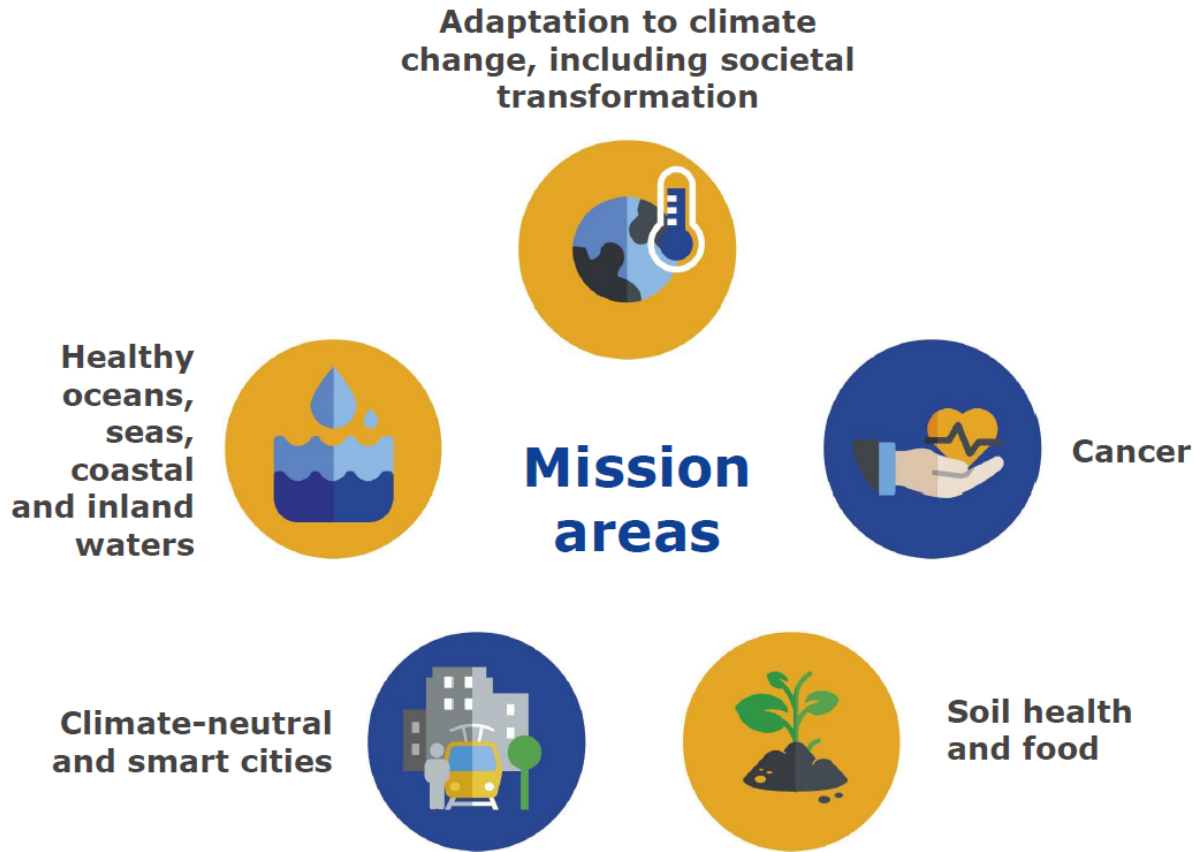 Adaptation to climate
change, including societal
transformation
Healthy
oceans,
seas,
coastal
and inland
waters
Mission
areas
Cancer
Climate-neutral
and smart cities
Soil health
and food